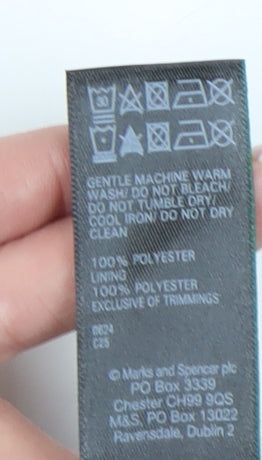 30
GENTLE MACHINE WARM
WASH/ DO NOT BLEACH/
DO NOT TUMBLE DRY/
COOL IRON/ DO NOT DRY
CLEAN
100% POLYESTER
LINING
100% POLYESTER
EXCLUSIVE OF TRIMMINGS
0624
C25
© Marks and Spencer plc
PO Box 3339
Chester CH99 9QS
M&S, PO Box 13022
Ravensdale, Dublin 2